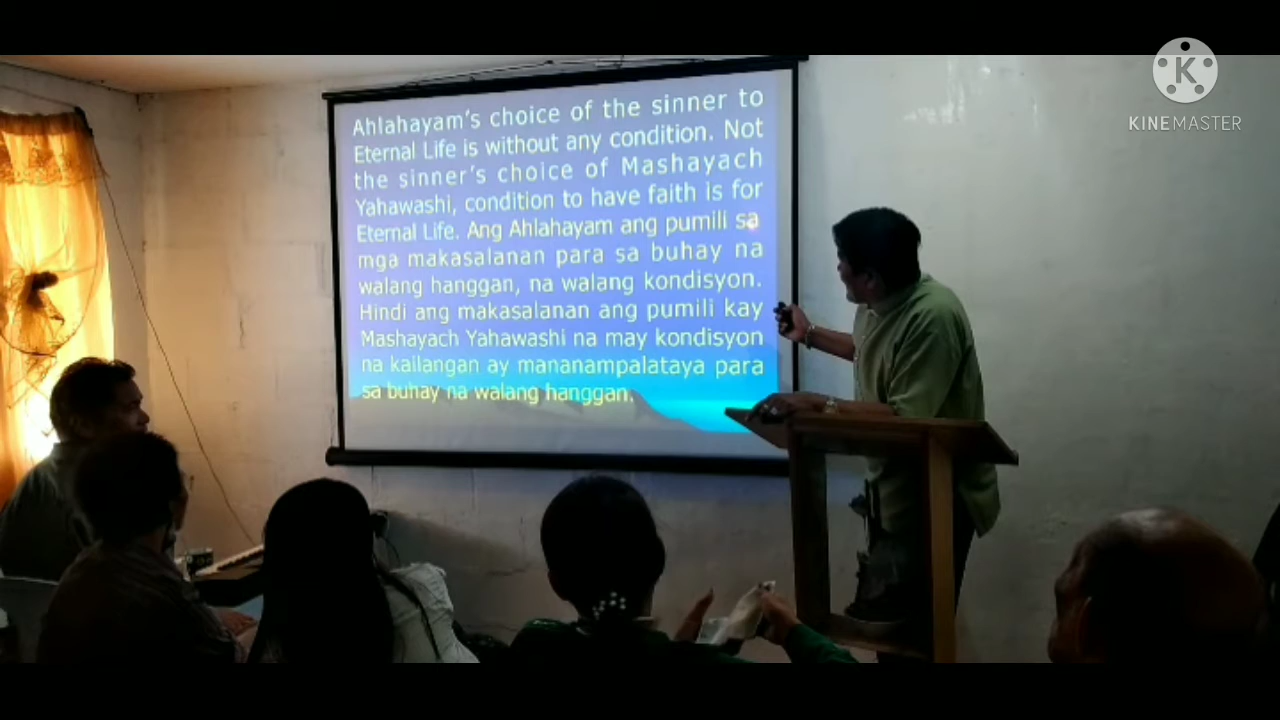 Ahlahayam's choice of the sinner to
Eternal Life is without any condition. Not
the sinner's choice of Mashayach
Yahawashi, condition to have faith is for
Eternal Life. Ang Ahlahayam ang pumili sa
mga makasalanan para sa buhay na
walang hanggan, na walang kondisyon.
Hindi ang makasalanan ang pumili kay
Mashayach Yahawashi na may kondisyon
na kailangan ay mananampalataya para
sa buhay na walang hanggan.
K
KINEMASTER